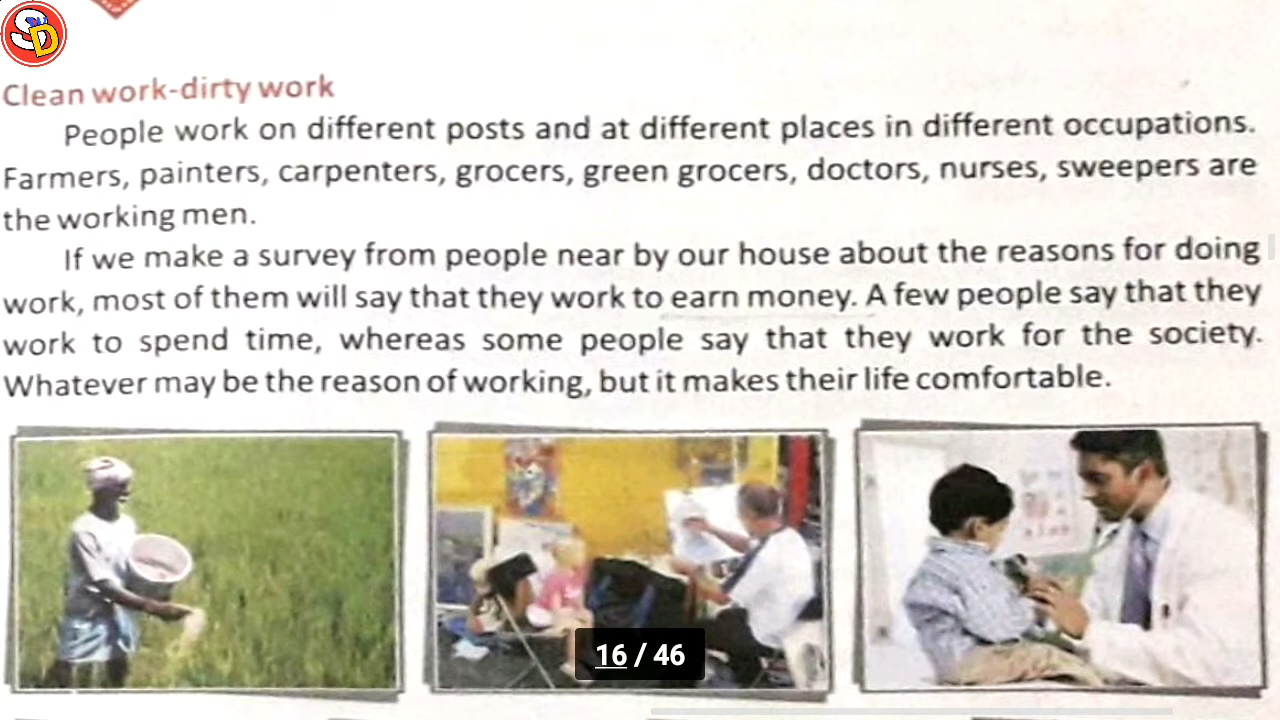 SD
Clean work-dirty work
People work on different posts and at different places in different occupations.
Farmers, painters, carpenters, grocers, green grocers, doctors, nurses, sweepers are
the working men.
If we make a survey from people near by our house about the reasons for doing
work, most of them will say that they work to earn money. A few people say that they
work to spend time, whereas some people say that they work for the society.
Whatever may be the reason of working, but it makes their life comfortable.
16 / 46